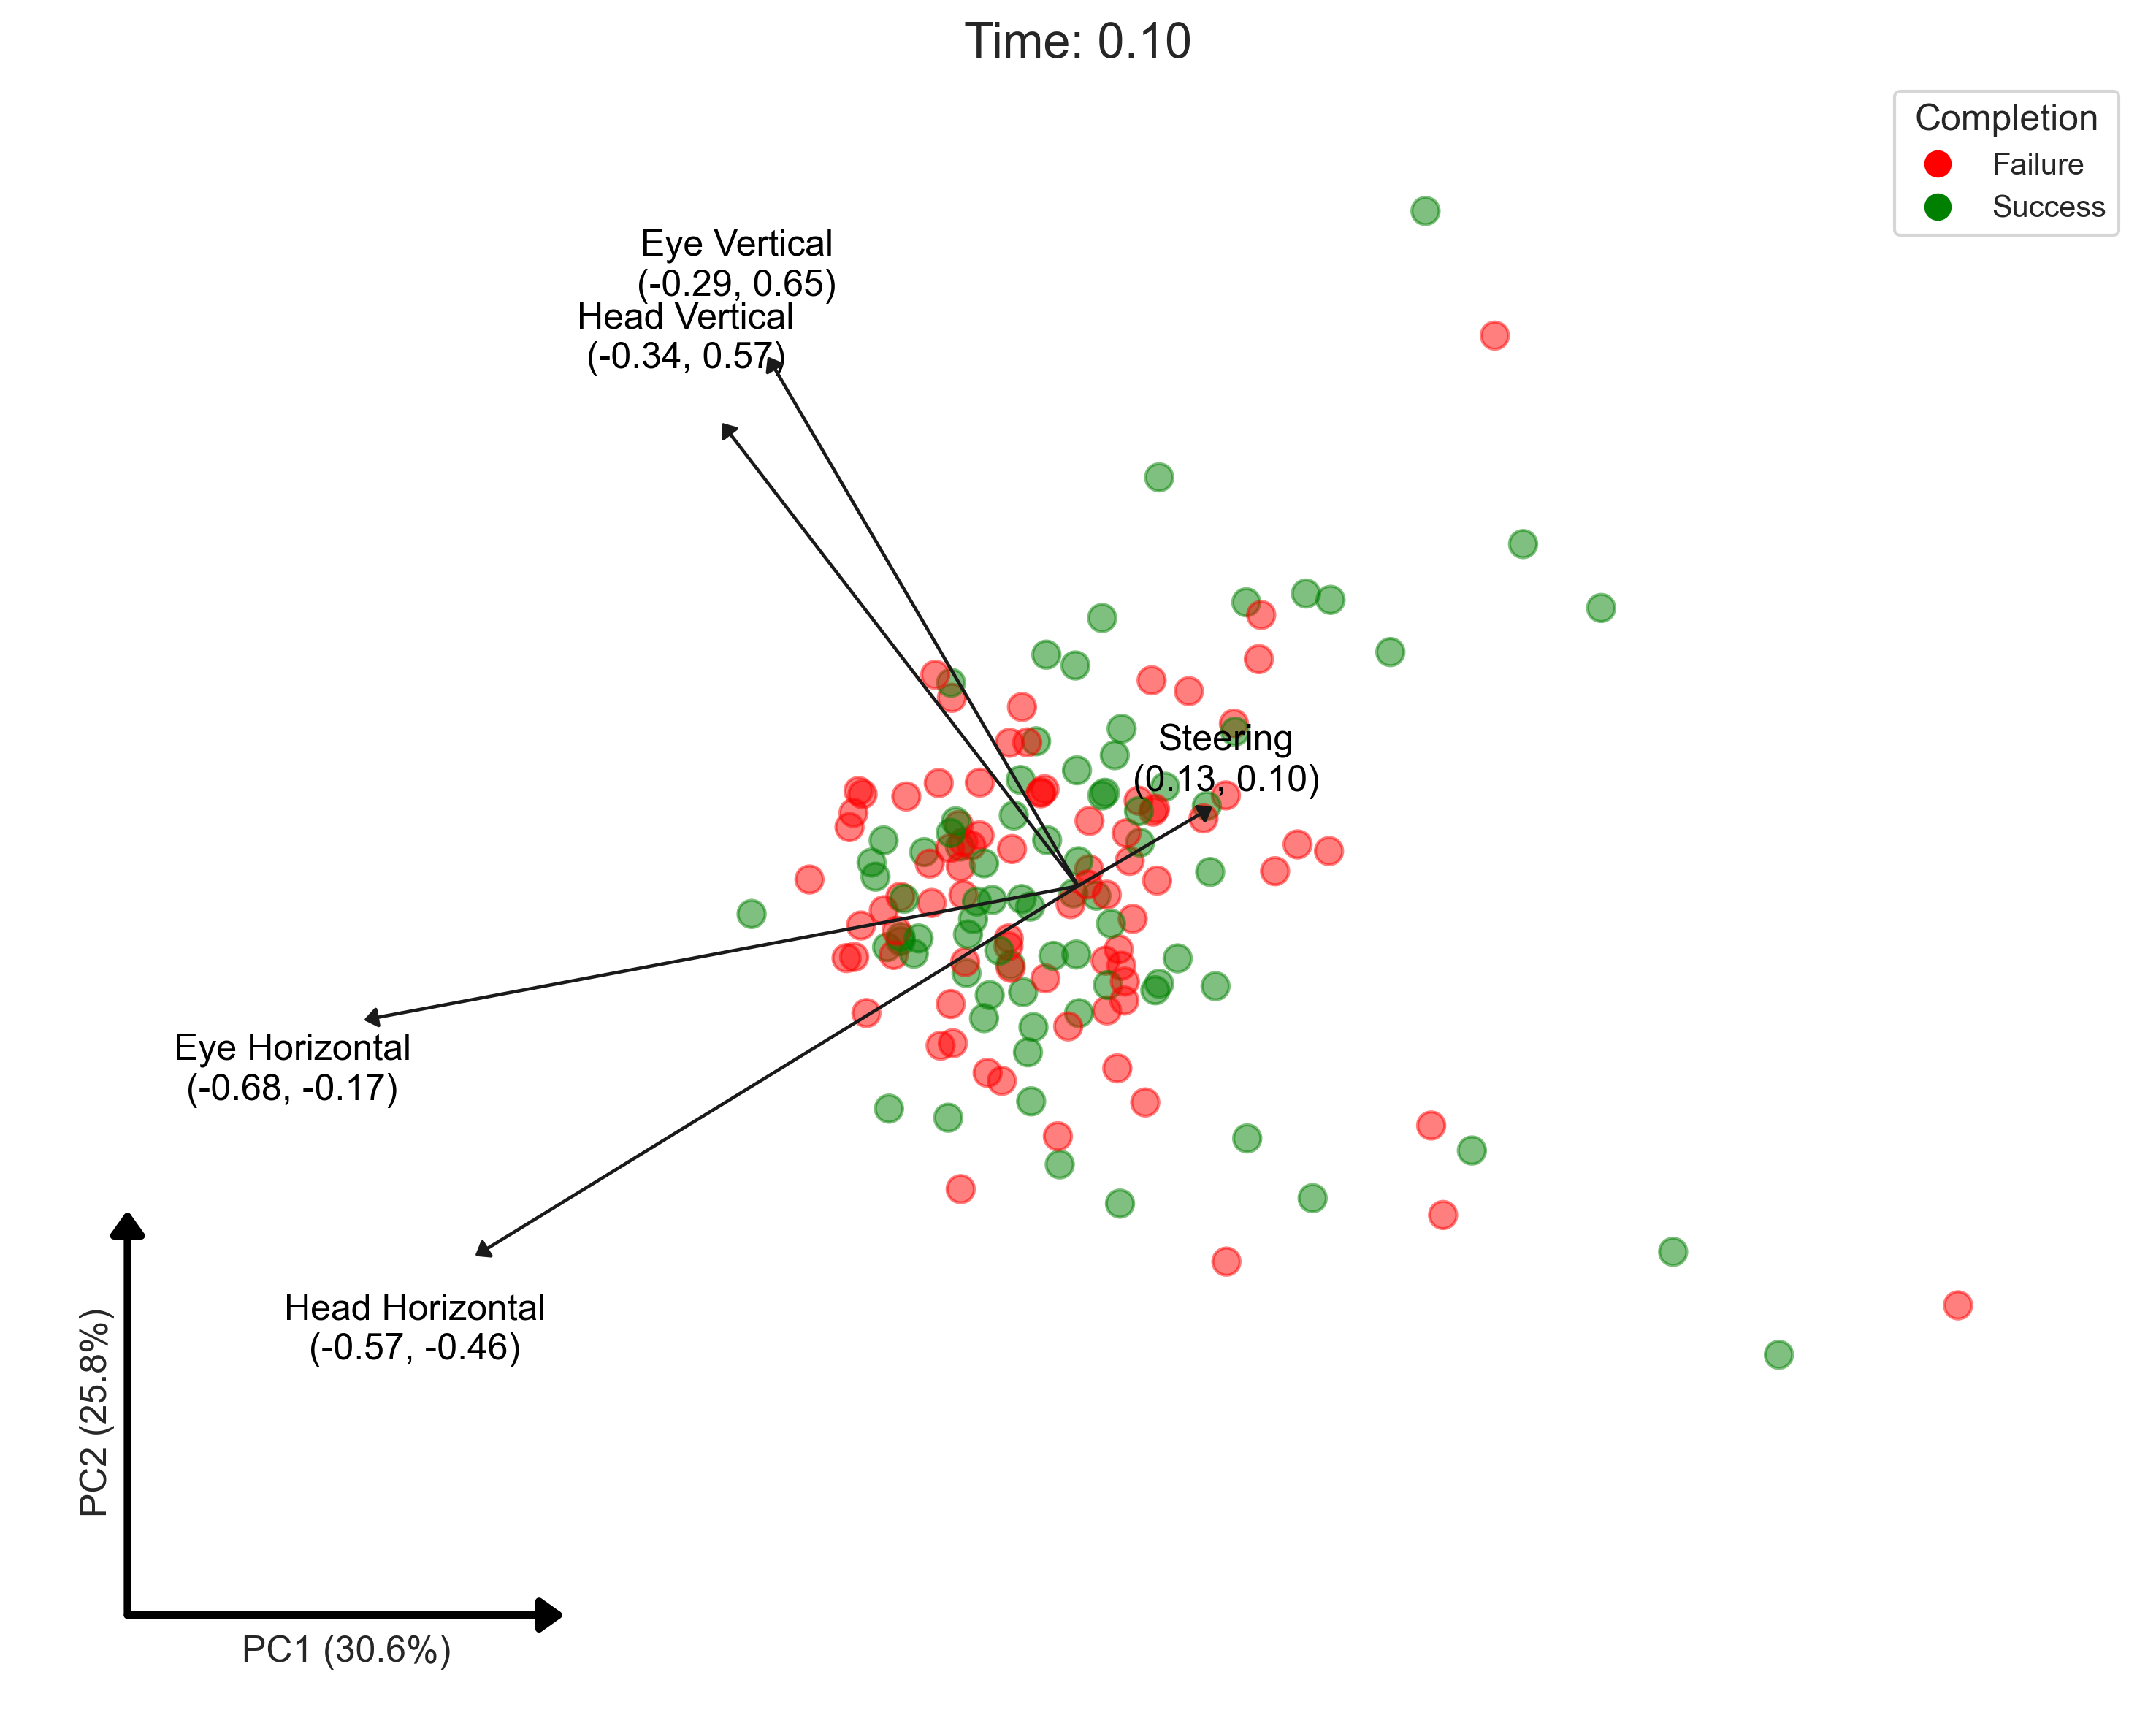 Time: 0.10
Completion
Failure
Success
Eye Vertical
(-0.29, 0.65)
Head Vertical
(-0.34, 0.57)
Steering
(0.13, 0.10)
Eye Horizontal
(-0.68, -0.17)
Head Horizontal
(-0.57, -0.46)
PC2 (25.8%)
PC1 (30.6%)